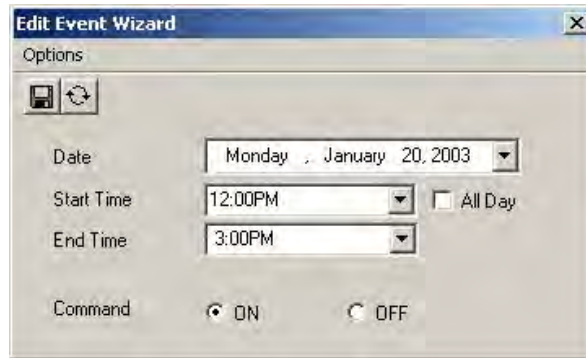 Edit Event Wizard
Options
Date Monday , January 20, 2003
Start Time 12:00PM All Day
End Time 3:00PM
Command ON OFF